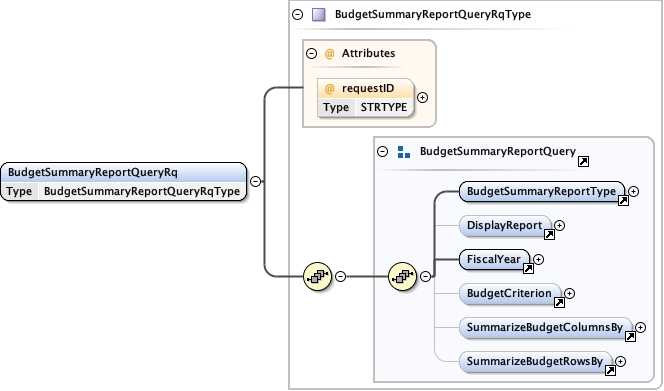 BudgetSummaryReportQueryRqType
@ Attributes
@ requestID
Type STRTYPE
BudgetSummaryReportQuery
BudgetSummaryReportQueryRq
Type BudgetSummaryReportQueryRqType
BudgetSummaryReportType
DisplayReport
FiscalYear
BudgetCriterion
SummarizeBudgetColumnsBy
SummarizeBudgetRowsBy